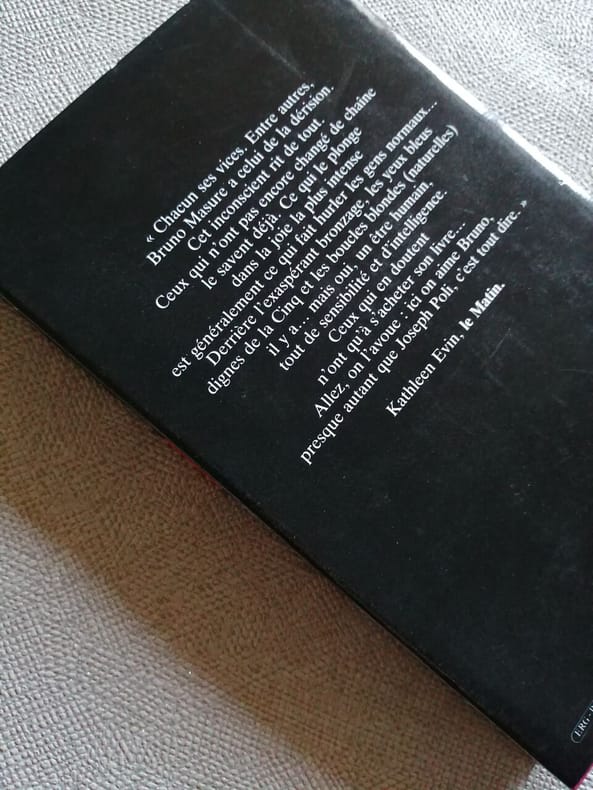 « Chacun ses vices. Entre autres,
Bruno Masure a celui de la dérision.
Cet inconscient rit de tout.
Ceux qui n'ont pas encore changé de chaîne
le savent déjà. Ce qui le plonge
dans la joie la plus intense
est généralement ce qui fait hurler les gens normaux...
Derrière l'exaspérant bronzage, les yeux bleus
dignes de la Cinq et les boucles blondes (naturelles)
il y a... mais oui, un être humain,
tout de sensibilité et d'intelligence.
Ceux qui en doutent
n'ont qu'à s'acheter son livre...
Allez, on l'avoue : ici on aime Bruno,
presque autant que Joseph Poli, c'est tout dire. »
Kathleen Evin, le Matin.
ERG -